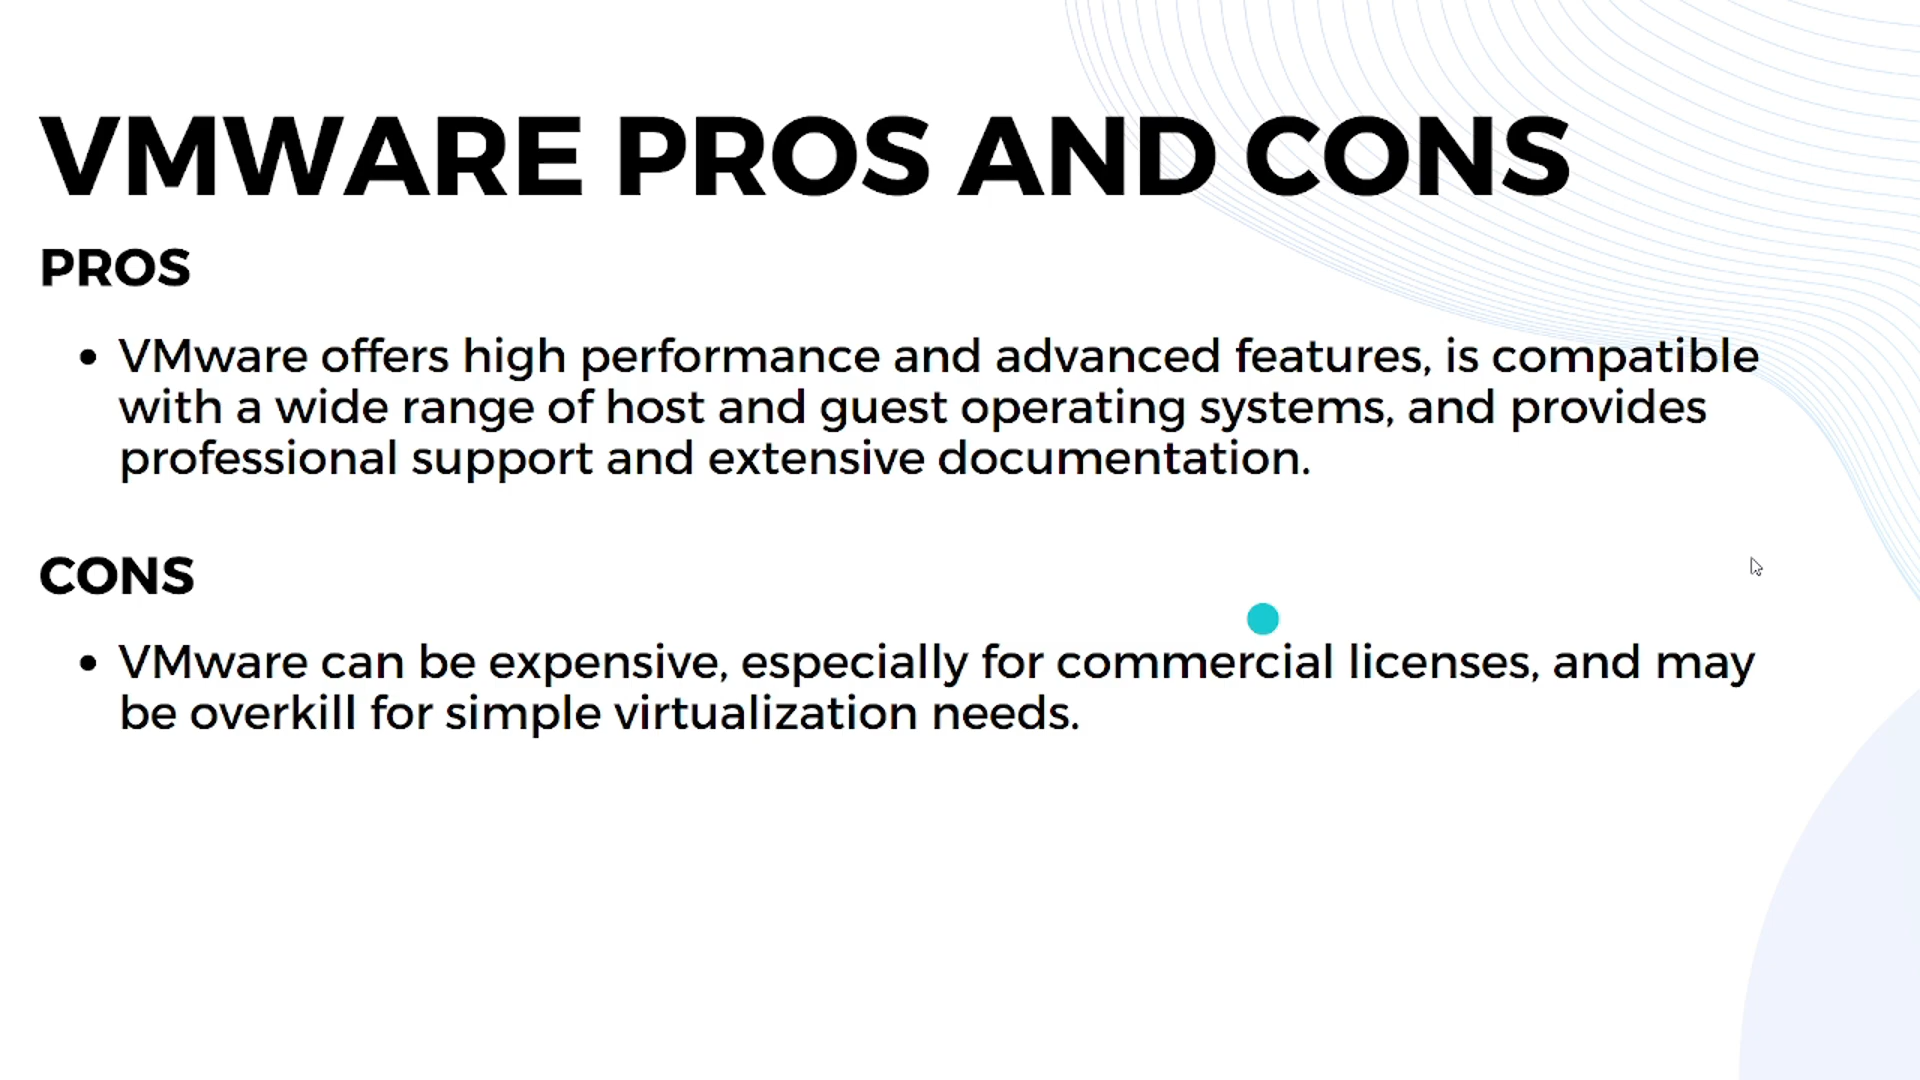 VMWARE PROS AND CONS
PROS
• VMware offers high performance and advanced features, is compatible
with a wide range of host and guest operating systems, and provides
professional support and extensive documentation.
CONS
• VMware can be expensive, especially for commercial licenses, and may
be overkill for simple virtualization needs.